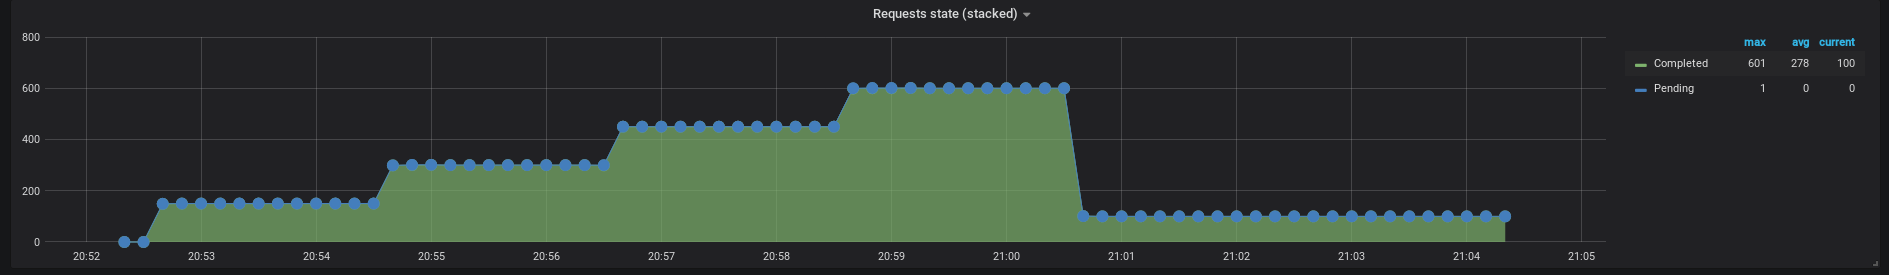 Requests state (stacked)
800
600
400
200
0
20:52 20:53 20:54 20:55 20:56 20:57 20:58 20:59 21:00 21:01 21:02 21:03 21:04 21:05
max avg current
Completed 601 278 100
Pending 1 0 0